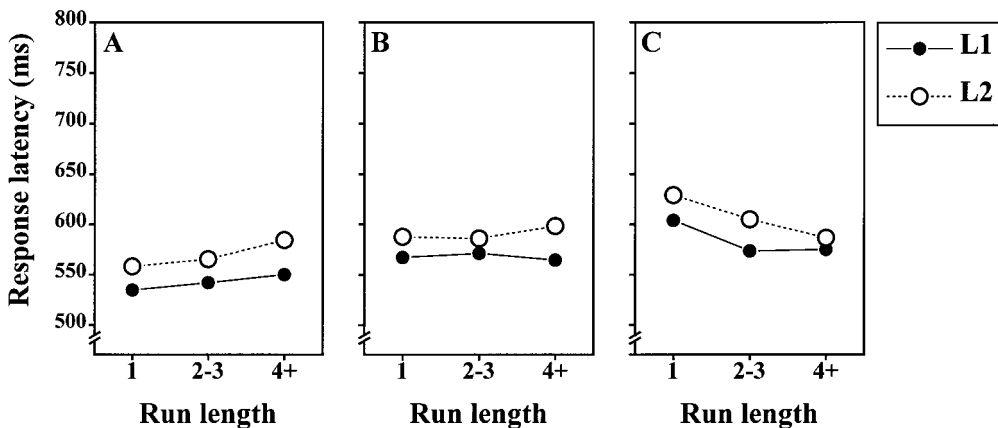 Response latency (ms)
800
750
700
650
600
550
500
A
1
2-3
4+
Run length
B
1
2-3
4+
Run length
C
1
2-3
4+
Run length
L1
L2